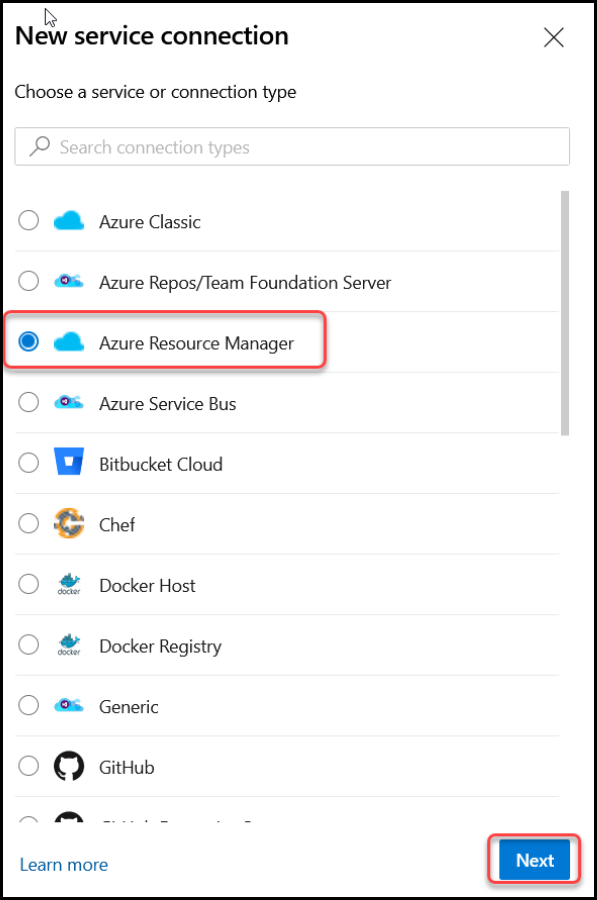 New service connection
Choose a service or connection type
Search connection types
Azure Classic
Azure Repos/Team Foundation Server
Azure Resource Manager
Azure Service Bus
Bitbucket Cloud
Chef
docker
Docker Host
docker
Docker Registry
Generic
GitHub
Learn more
Next